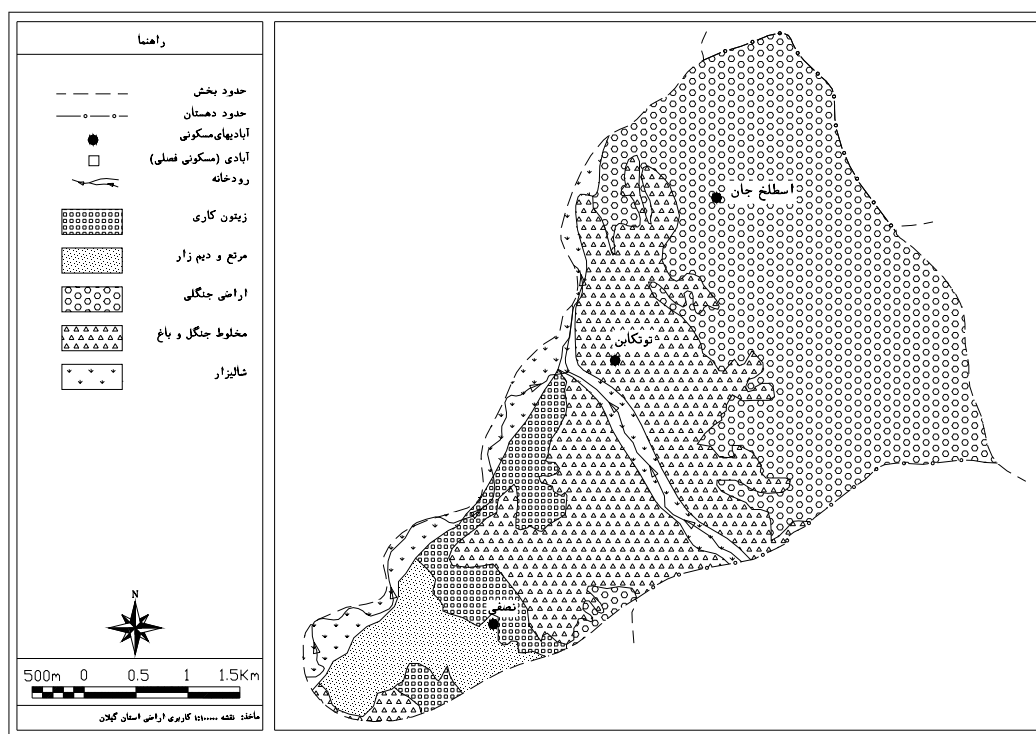 راهنما
حدود بخش
حدود دهستان
آبادیهای مسکونی
آبادی (مسکونی فصلی)
رودخانه
زیتون کاری
مرتع و دیم زار
اراضی جنگلی
مخلوط جنگل و باغ
شالیزار
N
500m 0 0.5 1 1.5Km
مأخذ: نقشه ۱:۱۰۰۰۰۰ کاربری اراضی استان گیلان
اسطلخ جان
توتکابن
نصفی